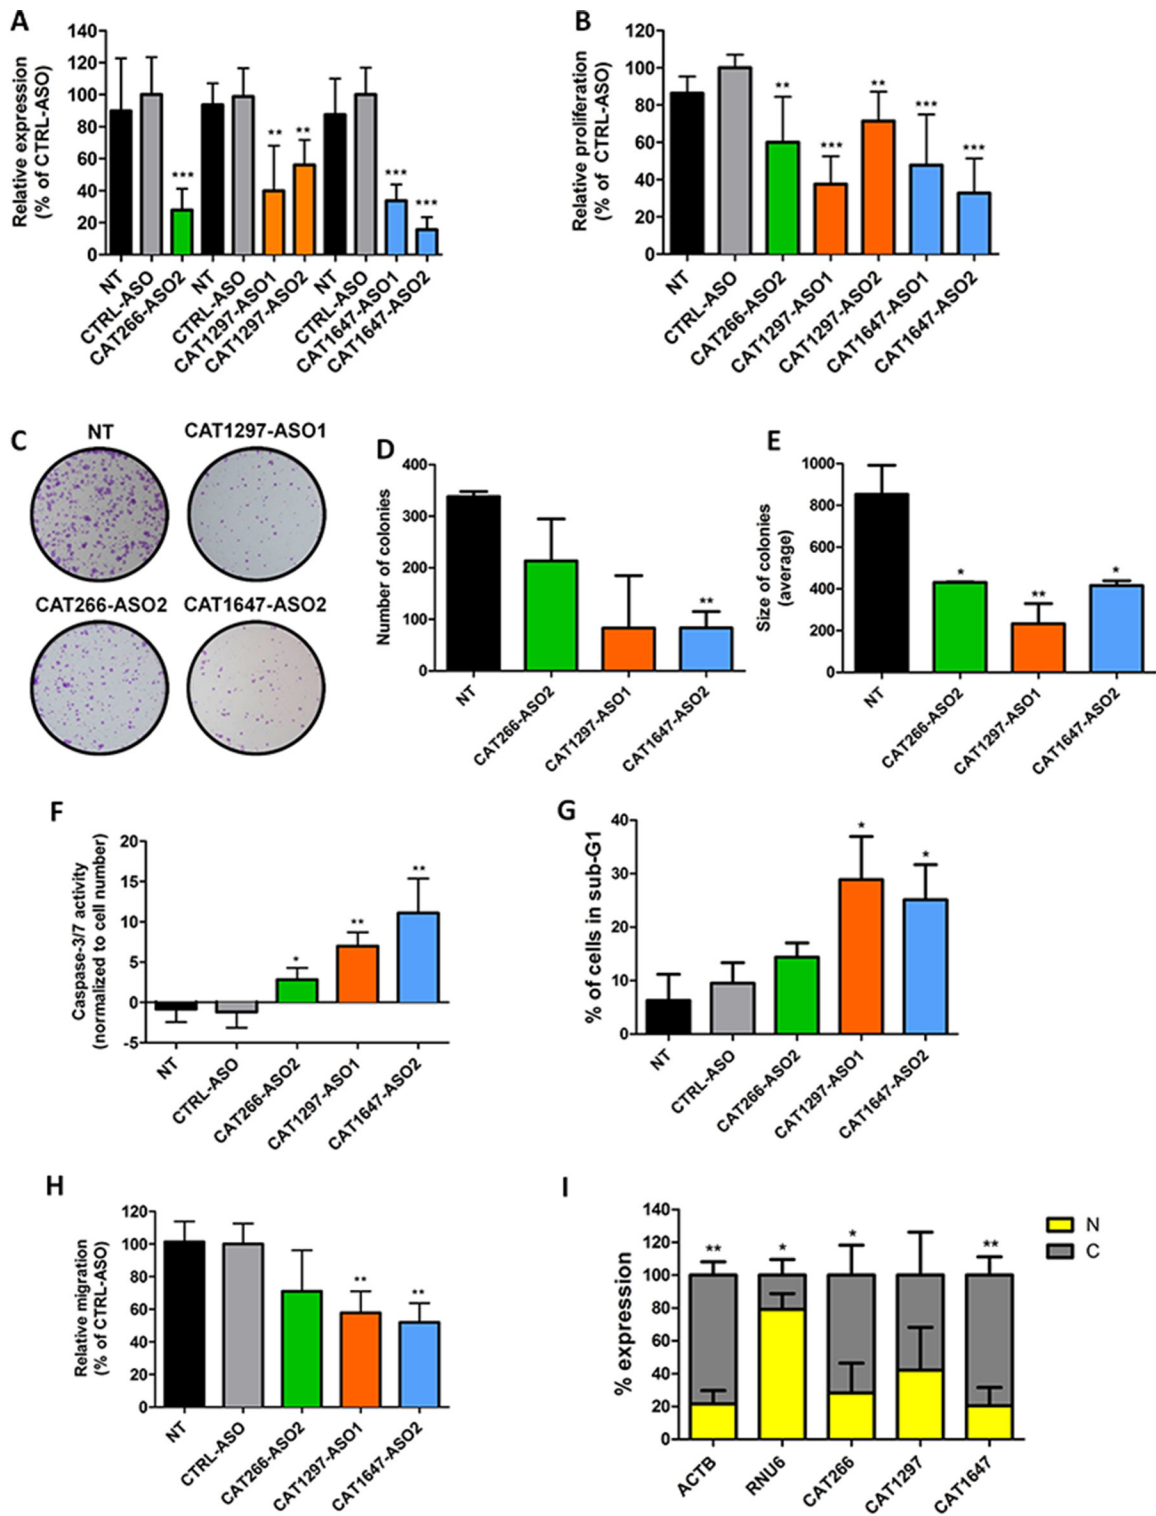 A
Relative expression
(% of CTRL-ASO)
140
120
100
80
60
40
20
0
***
**
**
***
***
NT
CTRL-ASO
CAT266-ASO2
NT
CTRL-ASO
CAT1297-ASO1
CAT1297-ASO2
NT
CTRL-ASO
CAT1647-ASO1
CAT1647-ASO2
B
Relative proliferation
(% of CTRL-ASO)
120
100
80
60
40
20
0
**
***
**
***
***
NT
CTRL-ASO
CAT266-ASO2
CAT1297-ASO1
CAT1297-ASO2
CAT1647-ASO1
CAT1647-ASO2
C
NT
CAT1297-ASO1
CAT266-ASO2
CAT1647-ASO2
D
Number of colonies
400
300
200
100
0
**
NT
CAT266-ASO2
CAT1297-ASO1
CAT1647-ASO2
E
Size of colonies
(average)
1000
800
600
400
200
0
*
**
*
NT
CAT266-ASO2
CAT1297-ASO1
CAT1647-ASO2
F
Caspase-3/7 activity
(normalized to cell number)
20
15
10
5
0
-5
*
**
**
NT
CTRL-ASO
CAT266-ASO2
CAT1297-ASO1
CAT1647-ASO2
G
% of cells in sub-G1
40
30
20
10
0
*
*
NT
CTRL-ASO
CAT266-ASO2
CAT1297-ASO1
CAT1647-ASO2
H
Relative migration
(% of CTRL-ASO)
120
100
80
60
40
20
0
**
**
NT
CTRL-ASO
CAT266-ASO2
CAT1297-ASO1
CAT1647-ASO2
I
% expression
140
120
100
80
60
40
20
0
**
*
*
**
ACTB
RNU6
CAT266
CAT1297
CAT1647
N
C